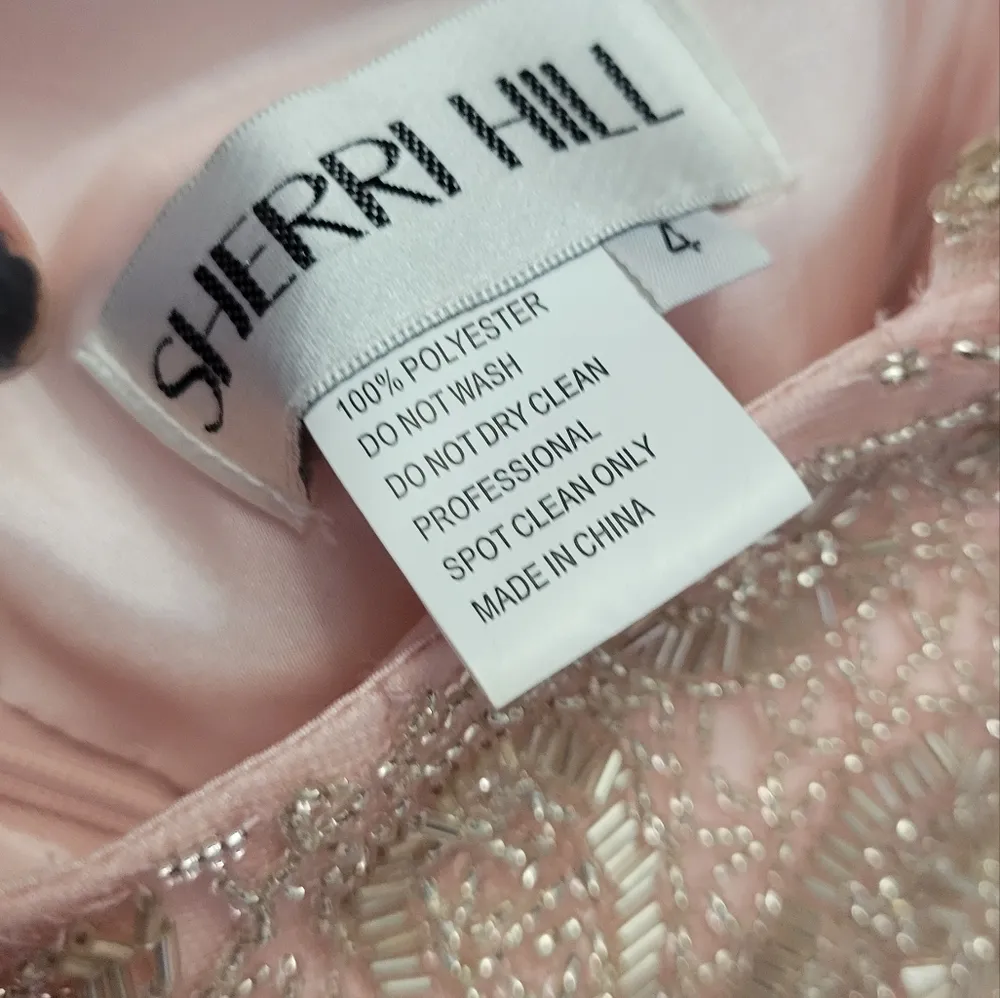 SHERRI HILL
4
100% POLYESTER
DO NOT WASH
DO NOT DRY CLEAN
PROFESSIONAL
SPOT CLEAN ONLY
MADE IN CHINA